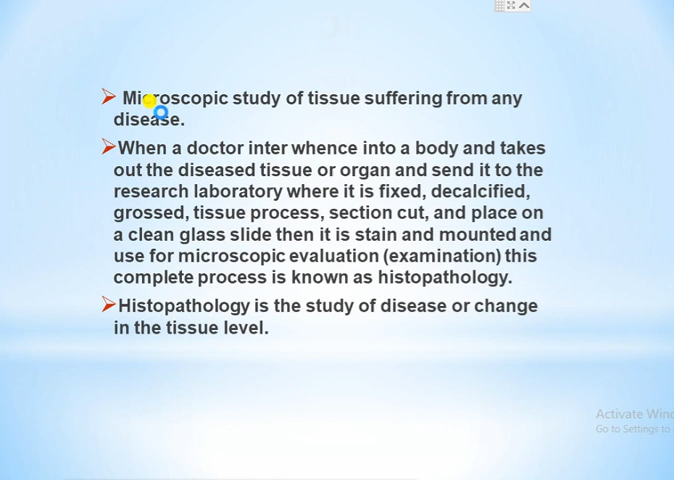 Microscopic study of tissue suffering from any
disease.
When a doctor inter whence into a body and takes
out the diseased tissue or organ and send it to the
research laboratory where it is fixed, decalcified,
grossed, tissue process, section cut, and place on
a clean glass slide then it is stain and mounted and
use for microscopic evaluation (examination) this
complete process is known as histopathology.
Histopathology is the study of disease or change
in the tissue level.
Activate Wind
Go to Settings to